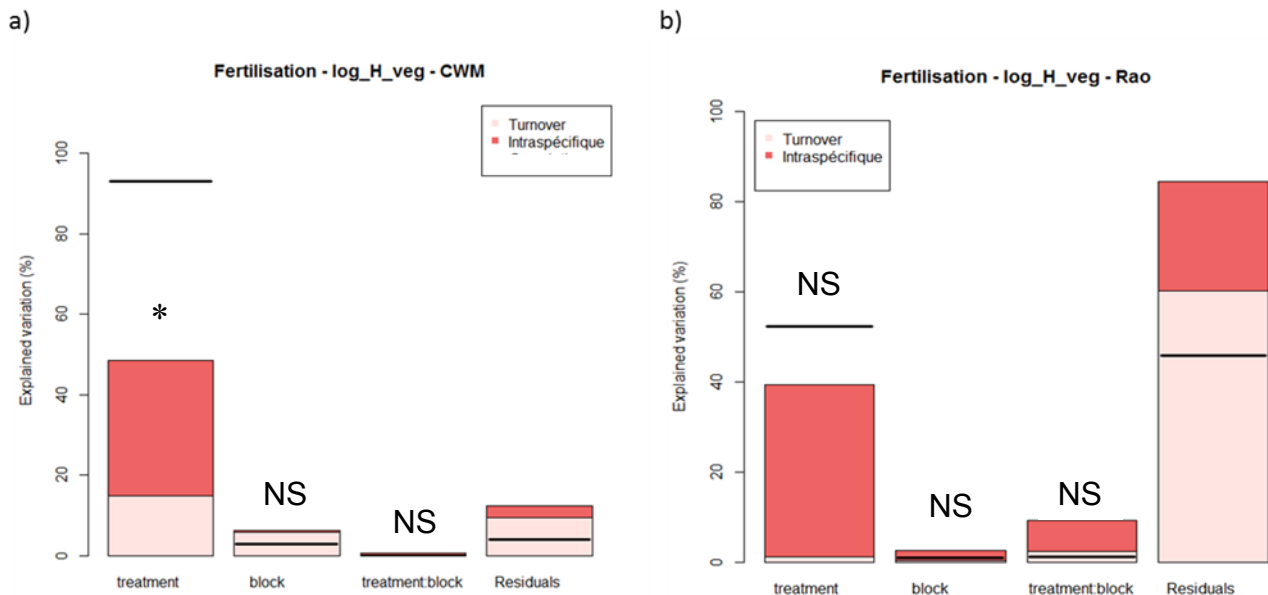 a)
Fertilisation - log_H_veg - CWM
Turnover
Intraspécifique
Explained variation (%)
100
80
60
40
20
0
*
NS
NS
treatment
block
treatment:block
Residuals
b)
Fertilisation - log_H_veg - Rao
Turnover
Intraspécifique
Explained variation (%)
100
80
60
40
20
0
NS
NS
NS
treatment
block
treatment:block
Residuals